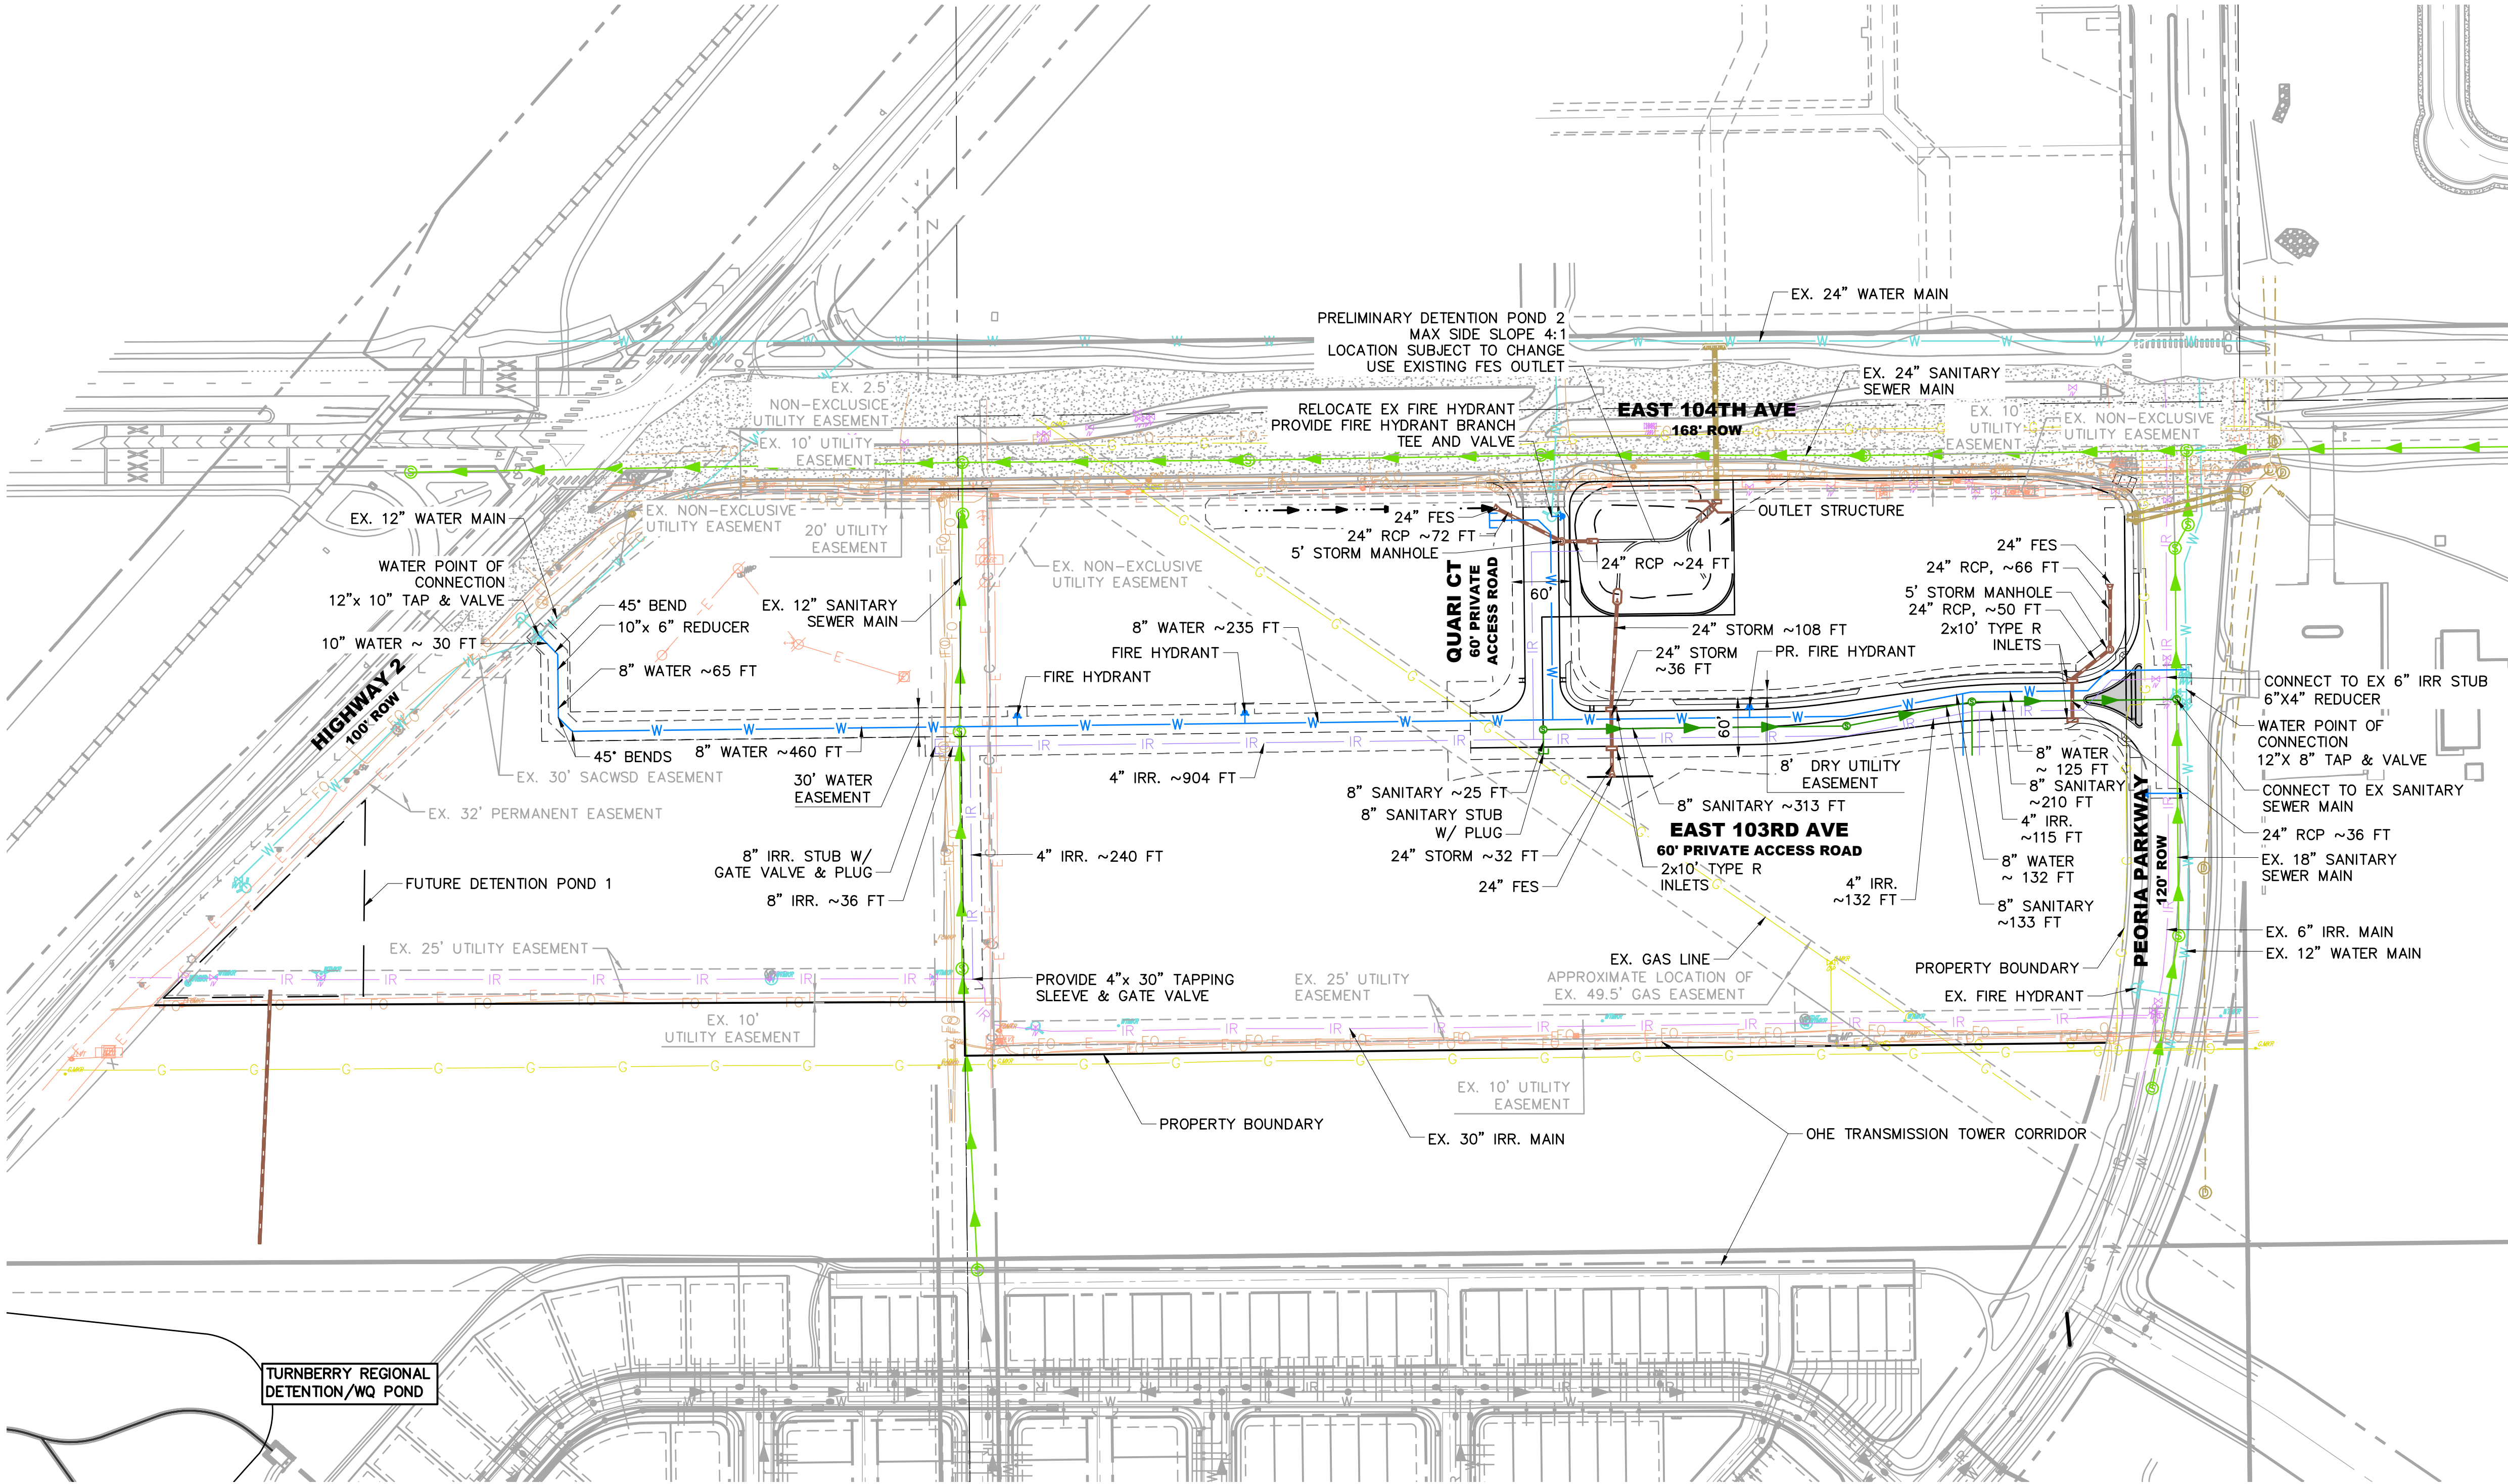 EX. 24” WATER MAIN
PRELIMINARY DETENTION POND 2
MAX SIDE SLOPE 4:1
LOCATION SUBJECT TO CHANGE
USE EXISTING FES OUTLET
EX. 24” SANITARY
SEWER MAIN
EX. 2.5'
NON-EXCLUSICE
UTILITY EASEMENT
RELOCATE EX FIRE HYDRANT
PROVIDE FIRE HYDRANT BRANCH
TEE AND VALVE
EAST 104TH AVE
168' ROW
EX. 10'
UTILITY
EASEMENT
EX. NON-EXCLUSIVE
UTILITY EASEMENT
EX. 10' UTILITY
EASEMENT
EX. 12” WATER MAIN
EX. NON-EXCLUSIVE
UTILITY EASEMENT
20' UTILITY
EASEMENT
24” FES
24” RCP ~72 FT
5' STORM MANHOLE
OUTLET STRUCTURE
WATER POINT OF
CONNECTION
12”x 10” TAP & VALVE
EX. NON-EXCLUSIVE
UTILITY EASEMENT
24” RCP ~24 FT
24” FES
24” RCP, ~66 FT
5' STORM MANHOLE
24” RCP, ~50 FT
2x10' TYPE R
INLETS
45° BEND
10”x 6” REDUCER
EX. 12” SANITARY
SEWER MAIN
QUARI CT
60' PRIVATE
ACCESS ROAD
60'
10” WATER ~ 30 FT
8” WATER ~65 FT
8” WATER ~235 FT
FIRE HYDRANT
FIRE HYDRANT
24” STORM ~108 FT
24” STORM
~36 FT
PR. FIRE HYDRANT
CONNECT TO EX 6” IRR STUB
6”X4” REDUCER
HIGHWAY 2
100' ROW
WATER POINT OF
CONNECTION
12”X 8” TAP & VALVE
45° BENDS
8” WATER ~460 FT
60'
EX. 30' SACWSD EASEMENT
30' WATER
EASEMENT
4” IRR. ~904 FT
8' DRY UTILITY
EASEMENT
8” WATER
~ 125 FT
8” SANITARY
~210 FT
4” IRR.
~115 FT
CONNECT TO EX SANITARY
SEWER MAIN
EX. 32' PERMANENT EASEMENT
8” SANITARY ~25 FT
8” SANITARY STUB
W/ PLUG
8” SANITARY ~313 FT
EAST 103RD AVE
60' PRIVATE ACCESS ROAD
24” RCP ~36 FT
PEORIA PARKWAY
120' ROW
8” IRR. STUB W/
GATE VALVE & PLUG
4” IRR. ~240 FT
24” STORM ~32 FT
2x10' TYPE R
INLETS
8” WATER
~ 132 FT
EX. 18” SANITARY
SEWER MAIN
FUTURE DETENTION POND 1
8” IRR. ~36 FT
24” FES
4” IRR.
~132 FT
8” SANITARY
~133 FT
EX. 6” IRR. MAIN
EX. 12” WATER MAIN
EX. 25' UTILITY EASEMENT
EX. GAS LINE
PROPERTY BOUNDARY
PROVIDE 4”x 30” TAPPING
SLEEVE & GATE VALVE
EX. 25' UTILITY
EASEMENT
APPROXIMATE LOCATION OF
EX. 49.5' GAS EASEMENT
EX. FIRE HYDRANT
EX. 10'
UTILITY EASEMENT
EX. 10' UTILITY
EASEMENT
PROPERTY BOUNDARY
EX. 30” IRR. MAIN
OHE TRANSMISSION TOWER CORRIDOR
TURNBERRY REGIONAL
DETENTION/WQ POND